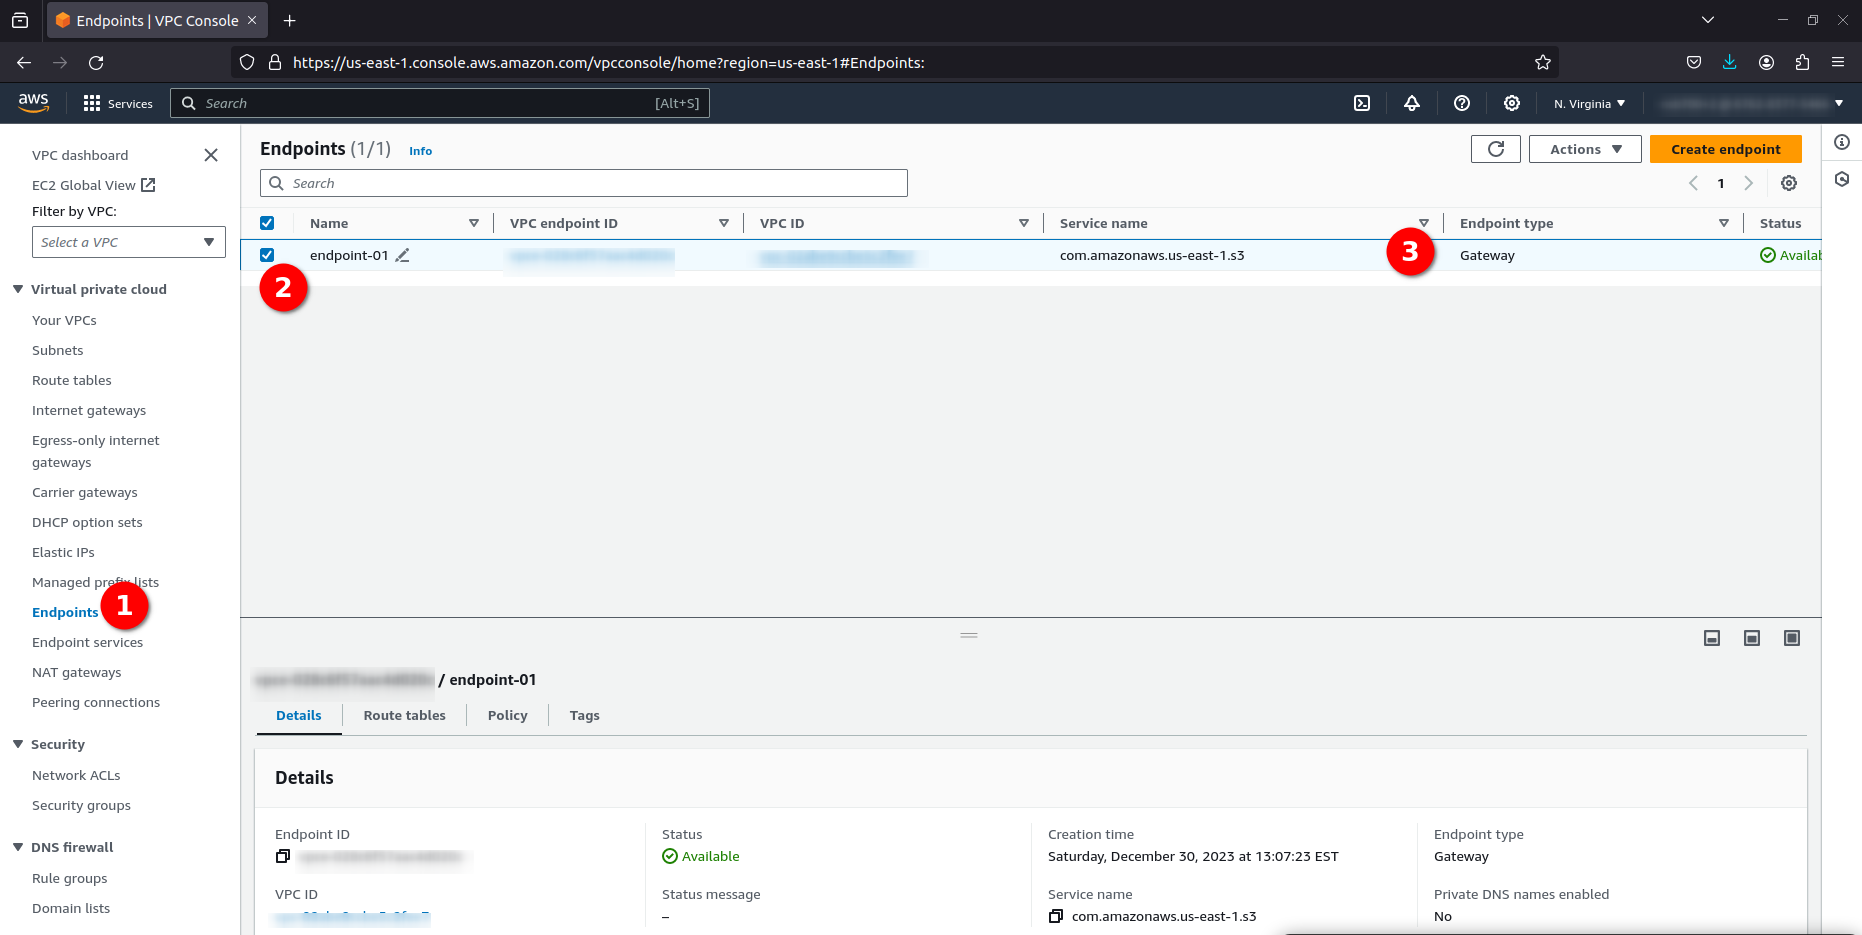 Endpoints | VPC Console
https://us-east-1.console.aws.amazon.com/vpcconsole/home?region=us-east-1#Endpoints:
aws
Services
Search
[Alt+S]
N. Virginia
VPC dashboard
EC2 Global View
Filter by VPC:
Select a VPC
Virtual private cloud
Your VPCs
Subnets
Route tables
Internet gateways
Egress-only internet
gateways
Carrier gateways
DHCP option sets
Elastic IPs
Managed prefix lists
Endpoints
1
Endpoint services
NAT gateways
Peering connections
Security
Network ACLs
Security groups
DNS firewall
Rule groups
Domain lists
Endpoints (1/1) Info
Actions
Create endpoint
Search
1
Name VPC endpoint ID VPC ID Service name Endpoint type Status
endpoint-01 com.amazonaws.us-east-1.s3 Gateway
2
3
/ endpoint-01
Details Route tables Policy Tags
Details
Endpoint ID
Status
Available
Creation time
Saturday, December 30, 2023 at 13:07:23 EST
Endpoint type
Gateway
VPC ID
Status message
–
Service name
com.amazonaws.us-east-1.s3
Private DNS names enabled
No